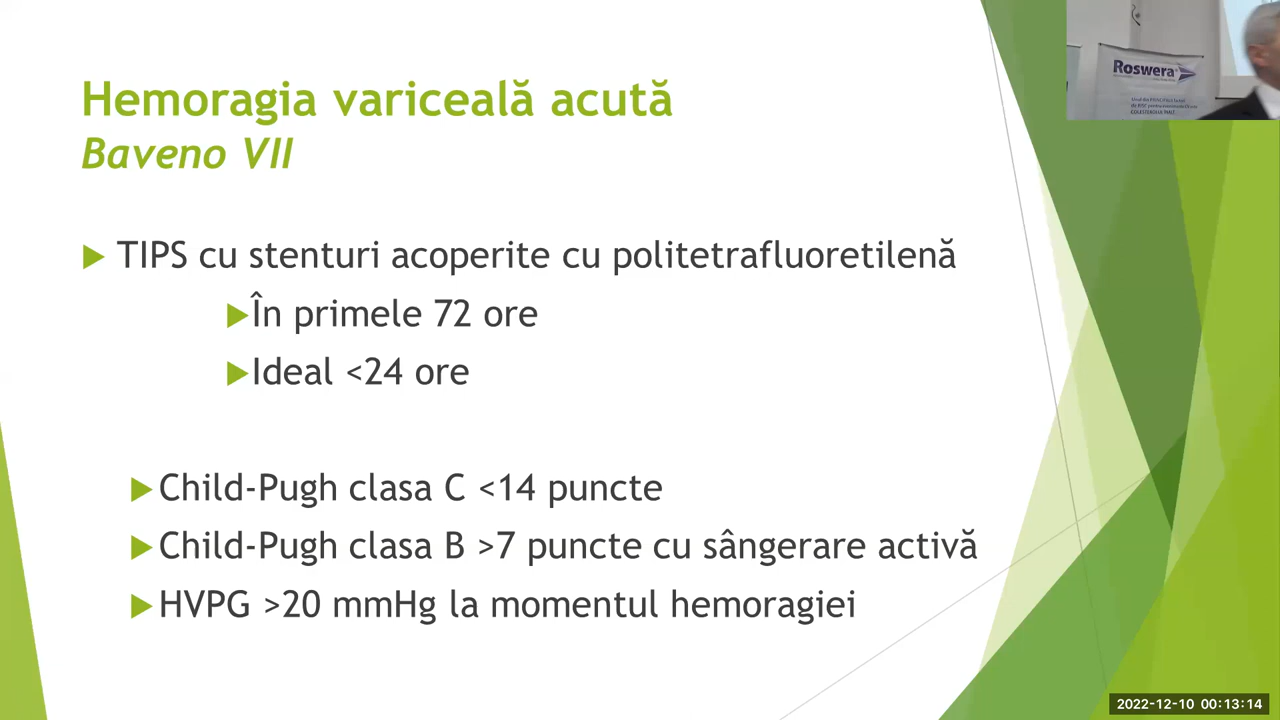 Hemoragia variceală acută
Baveno VII
TIPS cu stenturi acoperite cu politetrafluoretilenă
În primele 72 ore
Ideal <24 ore
Child-Pugh clasa C <14 puncte
Child-Pugh clasa B >7 puncte cu sângerare activă
HVPG >20 mmHg la momentul hemoragiei
Roswera
2022-12-10 00:13:14